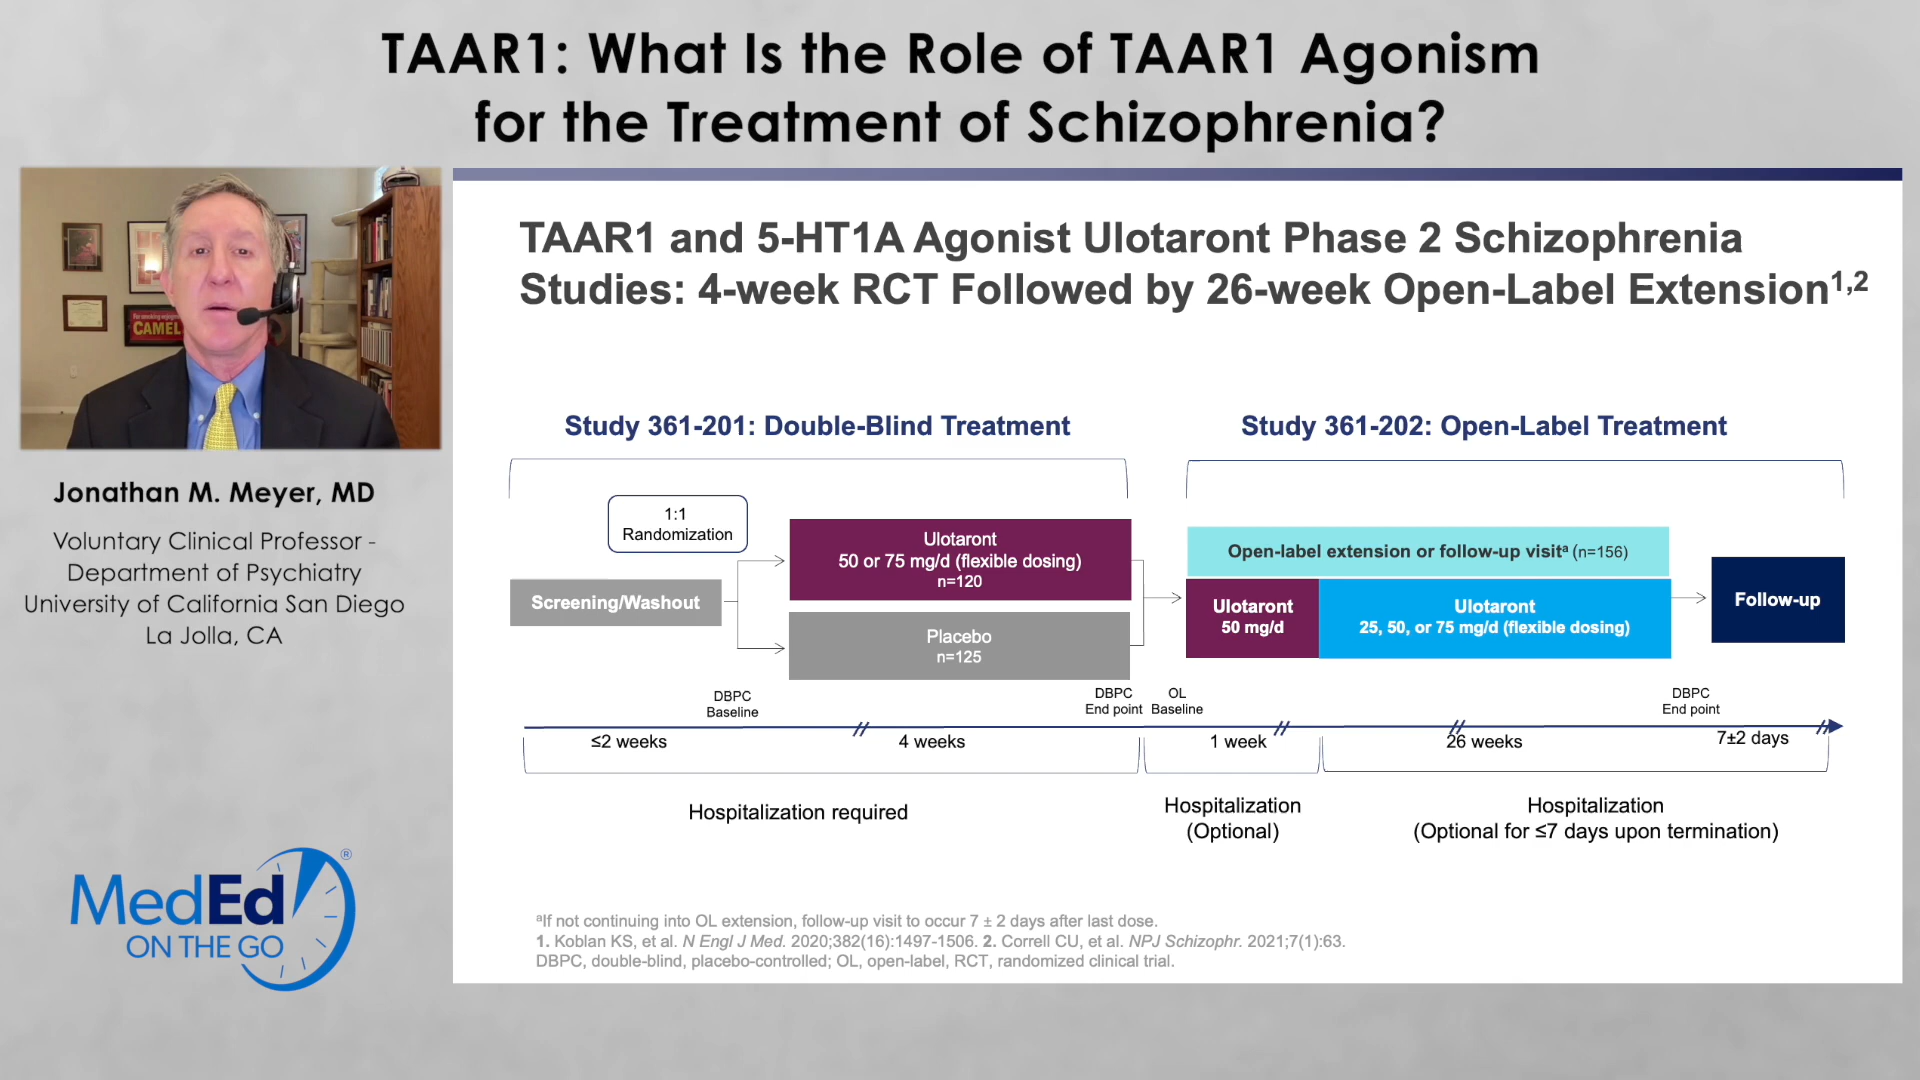 TAAR1: What Is the Role of TAAR1 Agonism
for the Treatment of Schizophrenia?
CAMEL
Jonathan M. Meyer, MD
Voluntary Clinical Professor -
Department of Psychiatry
University of California San Diego
La Jolla, CA
MedEd®
ON THE GO
TAAR1 and 5-HT1A Agonist Ulotaront Phase 2 Schizophrenia
Studies: 4-week RCT Followed by 26-week Open-Label Extension1,2
Study 361-201: Double-Blind Treatment
Study 361-202: Open-Label Treatment
1:1
Randomization
Screening/Washout
Ulotaront
50 or 75 mg/d (flexible dosing)
n=120
Placebo
n=125
Open-label extension or follow-up visitª (n=156)
Ulotaront
50 mg/d
Ulotaront
25, 50, or 75 mg/d (flexible dosing)
Follow-up
DBPC
Baseline
DBPC
End point
OL
Baseline
DBPC
End point
≤2 weeks
4 weeks
1 week
26 weeks
7±2 days
Hospitalization required
Hospitalization
(Optional)
Hospitalization
(Optional for ≤7 days upon termination)
ªIf not continuing into OL extension, follow-up visit to occur 7 ± 2 days after last dose.
1. Koblan KS, et al. N Engl J Med. 2020;382(16):1497-1506. 2. Correll CU, et al. NPJ Schizophr. 2021;7(1):63.
DBPC, double-blind, placebo-controlled; OL, open-label, RCT, randomized clinical trial.